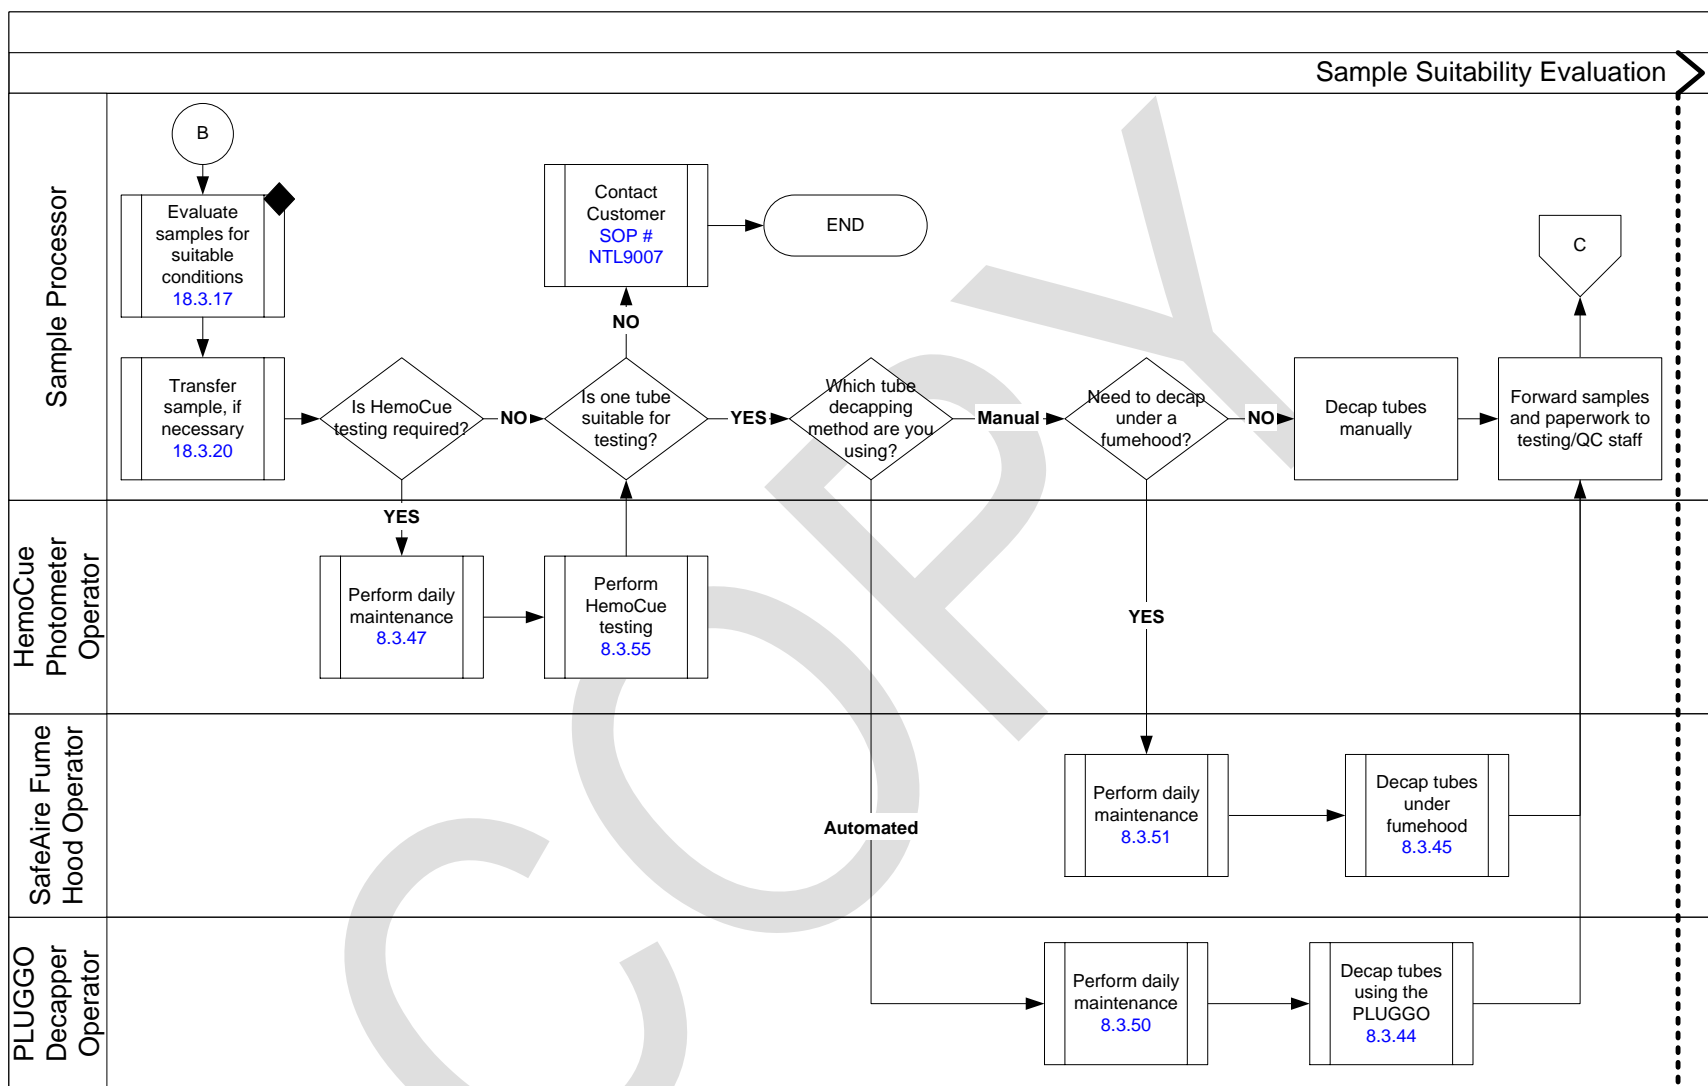 Sample Suitability Evaluation
Sample Processor
B
Evaluate
samples for
suitable
conditions
18.3.17
Transfer
sample, if
necessary
18.3.20
Is HemoCue
testing required?
NO
YES
Contact
Customer
SOP #
NTL9007
END
NO
Is one tube
suitable for
testing?
YES
Which tube
decapping
method are you
using?
Manual
Need to decap
under a
fumehood?
NO
Decap tubes
manually
Forward samples
and paperwork to
testing/QC staff
C
HemoCue
Photometer
Operator
Perform daily
maintenance
8.3.47
Perform
HemoCue
testing
8.3.55
YES
SafeAire Fume
Hood Operator
Automated
Perform daily
maintenance
8.3.51
Decap tubes
under
fumehood
8.3.45
PLUGGO
Decapper
Operator
Perform daily
maintenance
8.3.50
Decap tubes
using the
PLUGGO
8.3.44
COPY